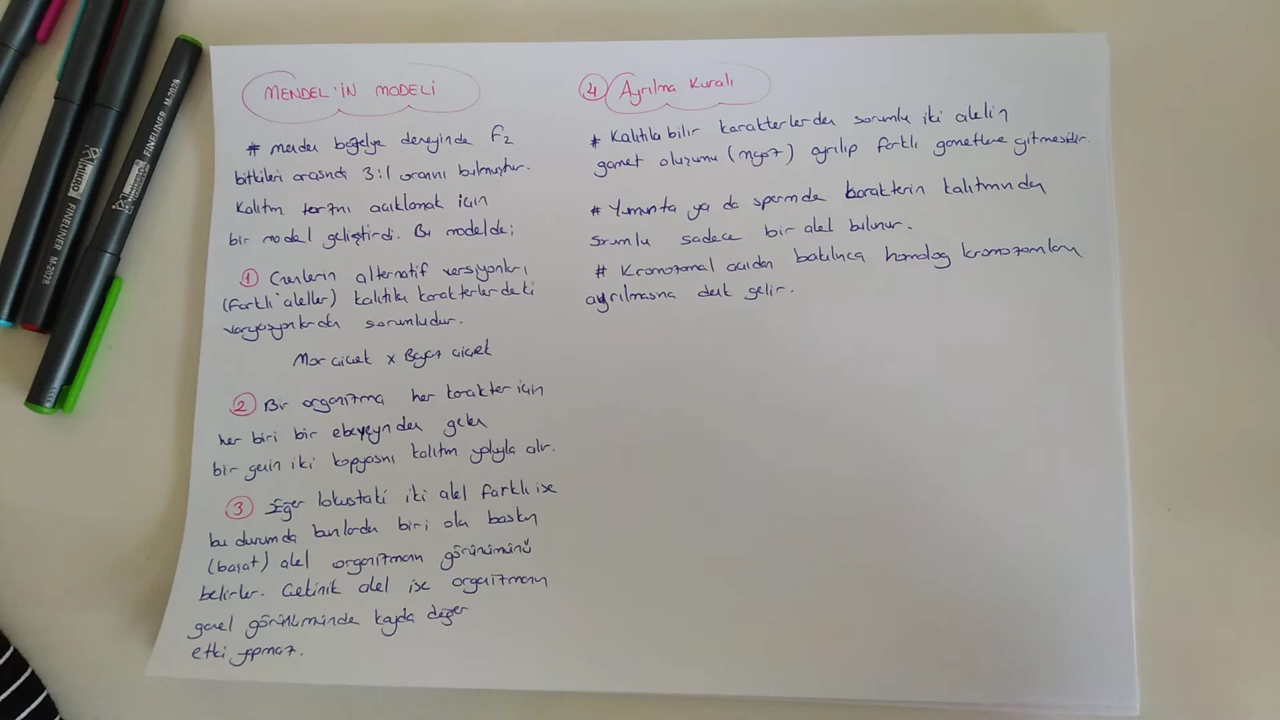 MENDEL'İN MODELİ
# mendel bezelye deneyinde F2
bitkileri arasında 3:1 oranını bulmuştur.
Kalıtım tarzını açıklamak için
bir model geliştirdi. Bu modelde;
1 Genlerin alternatif versiyonları
(farklı aleller) kalıtıla karakterlerdeki
varyasyonlardan sorumludur.
Mor çiçek x Beyaz çiçek
2 Bir organizma her karakter için
her biri bir ebeveynden gelen
bir genin iki kopyasını kalıtım yoluyla alır.
3 Eğer lokustaki iki alel farklı ise
bu durumda bunlardan biri olan baskın
(başat) alel organizmanın görünümünü
belirler. Çekinik alel ise organizmanın
genel görünümünde kayda değer
etki yapmaz.
4 Ayrılma Kuralı
# Kalıtılabilir karakterlerden sorumlu iki alelin
gamet oluşumu (mayoz) ayrılıp farklı gametlere gitmesidir.
# Yumurta ya da spermde karakterin kalıtımından
sorumlu sadece bir alel bulunur.
# Kromozomal açıdan bakılınca homolog kromozomların
ayrılmasına denk gelir.
MIKRO
FINELINER M-2028
FINELINER M-2028